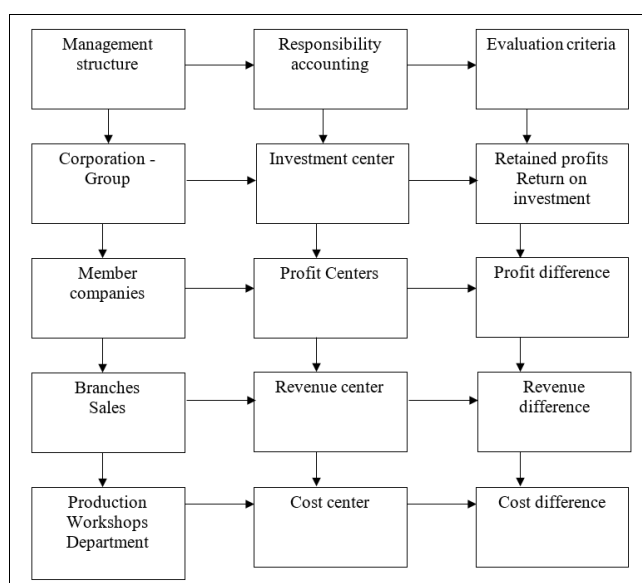 Management
structure
Responsibility
accounting
Evaluation criteria
Corporation -
Group
Investment center
Retained profits
Return on
investment
Member
companies
Profit Centers
Profit difference
Branches
Sales
Revenue center
Revenue
difference
Production
Workshops
Department
Cost center
Cost difference